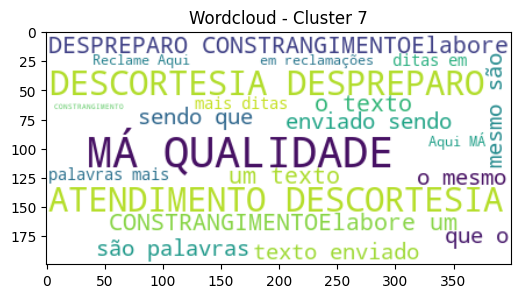 Wordcloud - Cluster 7
0
DESPREPARO CONSTRANGIMENTOElabore
Reclame Aqui em reclamações ditas em
25
DESCORTESIA DESPREPARO
50
CONSTRANGIMENTO mais ditas o texto
75
sendo que enviado sendo
mesmo são
100
MÁ QUALIDADE Aqui MÁ
125
palavras mais um texto o mesmo
150
ATENDIMENTO DESCORTESIA
CONSTRANGIMENTOElabore um
175
que o
são palavras texto enviado
0 50 100 150 200 250 300 350